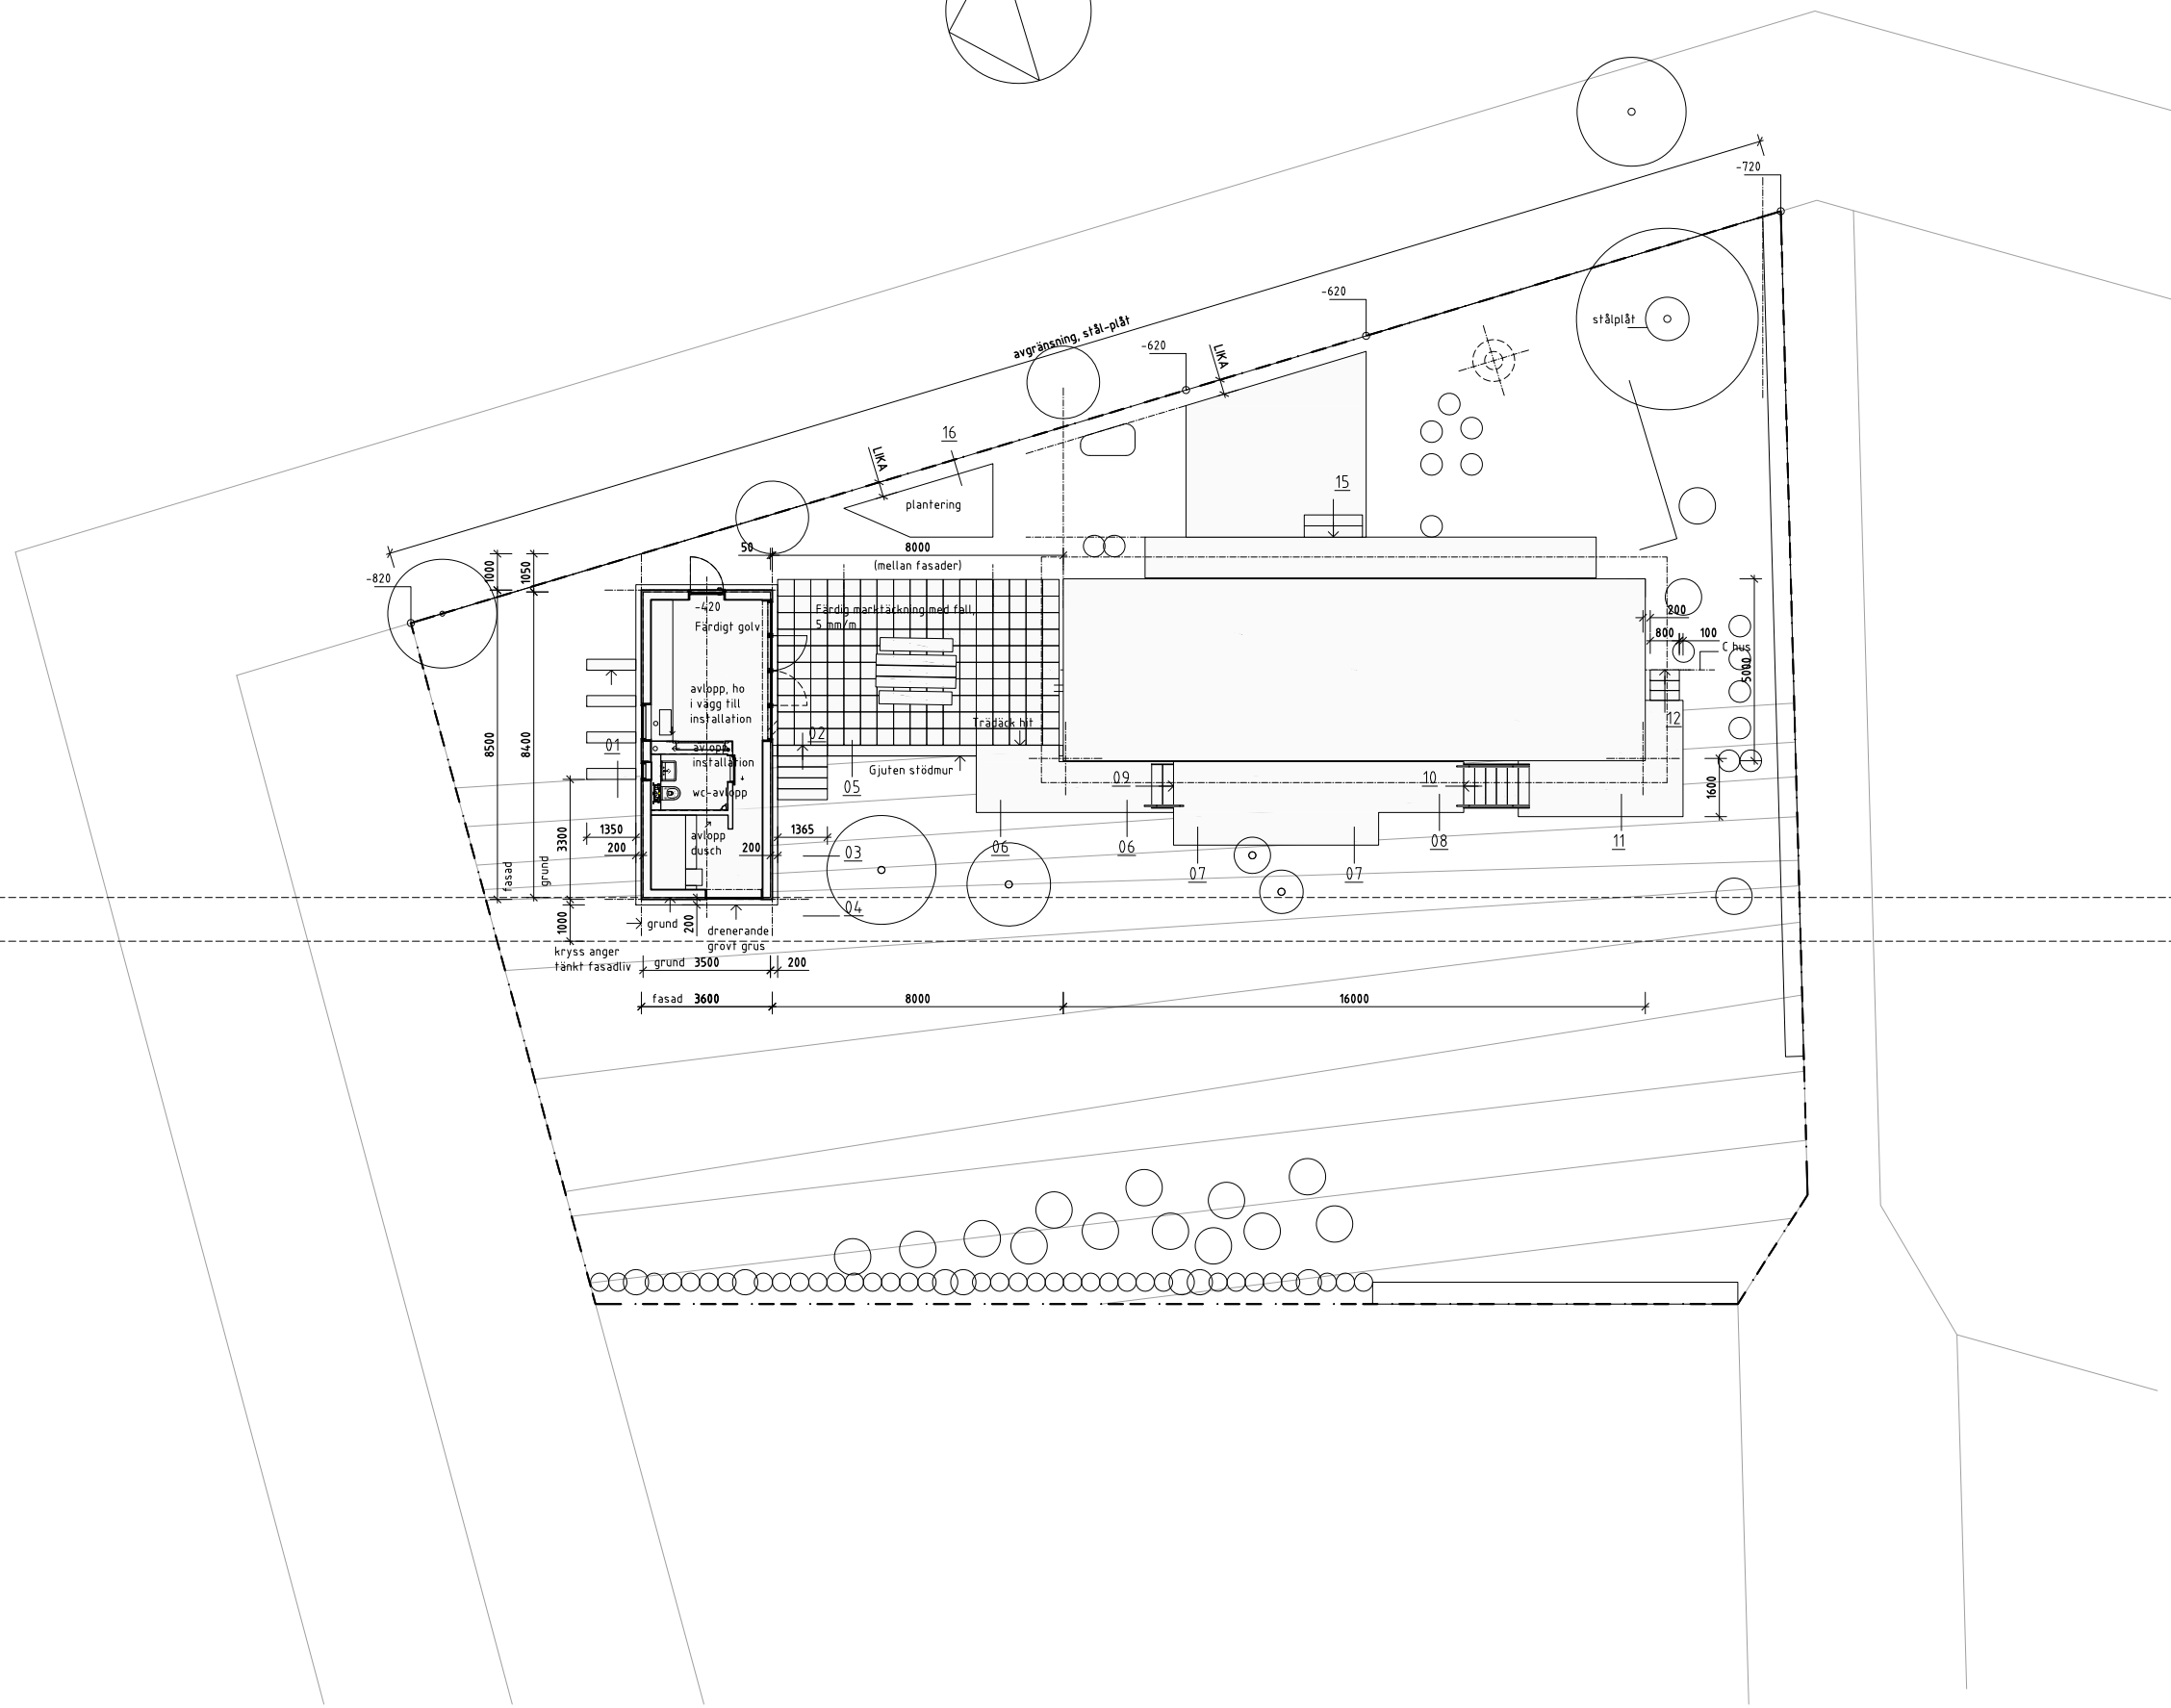 -720
-620
stålplåt
avgränsning, stål-plåt
-620
LIKA
16
LIKA
15
plantering
50
8000
(mellan fasader)
1000
1050
-820
-420
Färdigt golv
Färdig marktäckning med fall,
5 mm/m
200
800
100
C hus
5000
avlopp, ho
i vägg till
installation
Trädäck hit
12
01
02
8500
8400
avlopp
installation
Gjuten stödmur
05
09
10
1600
wc-avlopp
3300
1350
avlopp
dusch
1365
200
200
03
06
06
07
07
08
11
fasad
grund
04
1000
grund
200
drenerande
grovt grus
kryss anger
tänkt fasadliv
grund 3500
200
fasad 3600
8000
16000